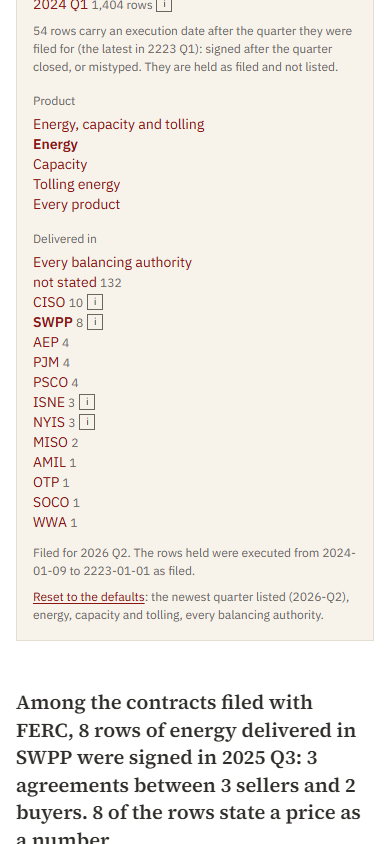 2024 Q1 1,404 rows i
54 rows carry an execution date after the quarter they were
filed for (the latest in 2223 Q1): signed after the quarter
closed, or mistyped. They are held as filed and not listed.
Product
Energy, capacity and tolling
Energy
Capacity
Tolling energy
Every product
Delivered in
Every balancing authority
not stated 132
CISO 10 i
SWPP 8 i
AEP 4
PJM 4
PSCO 4
ISNE 3 i
NYIS 3 i
MISO 2
AMIL 1
OTP 1
SOCO 1
WWA 1
Filed for 2026 Q2. The rows held were executed from 2024-
01-09 to 2223-01-01 as filed.
Reset to the defaults: the newest quarter listed (2026-Q2),
energy, capacity and tolling, every balancing authority.
Among the contracts filed with
FERC, 8 rows of energy delivered in
SWPP were signed in 2025 Q3: 3
agreements between 3 sellers and 2
buyers. 8 of the rows state a price as
a number